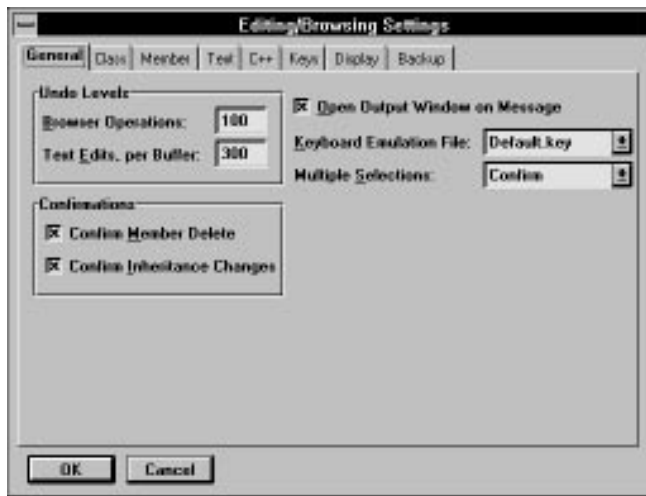 Editing/Browsing Settings
General Class Member Text C++ Keys Display Backup
Undo Levels
Browser Operations: 100
Text Edits, per Buffer: 300
Confirmations
Confirm Member Delete
Confirm Inheritance Changes
Open Output Window on Message
Keyboard Emulation File: Default.key
Multiple Selections: Confirm
OK Cancel